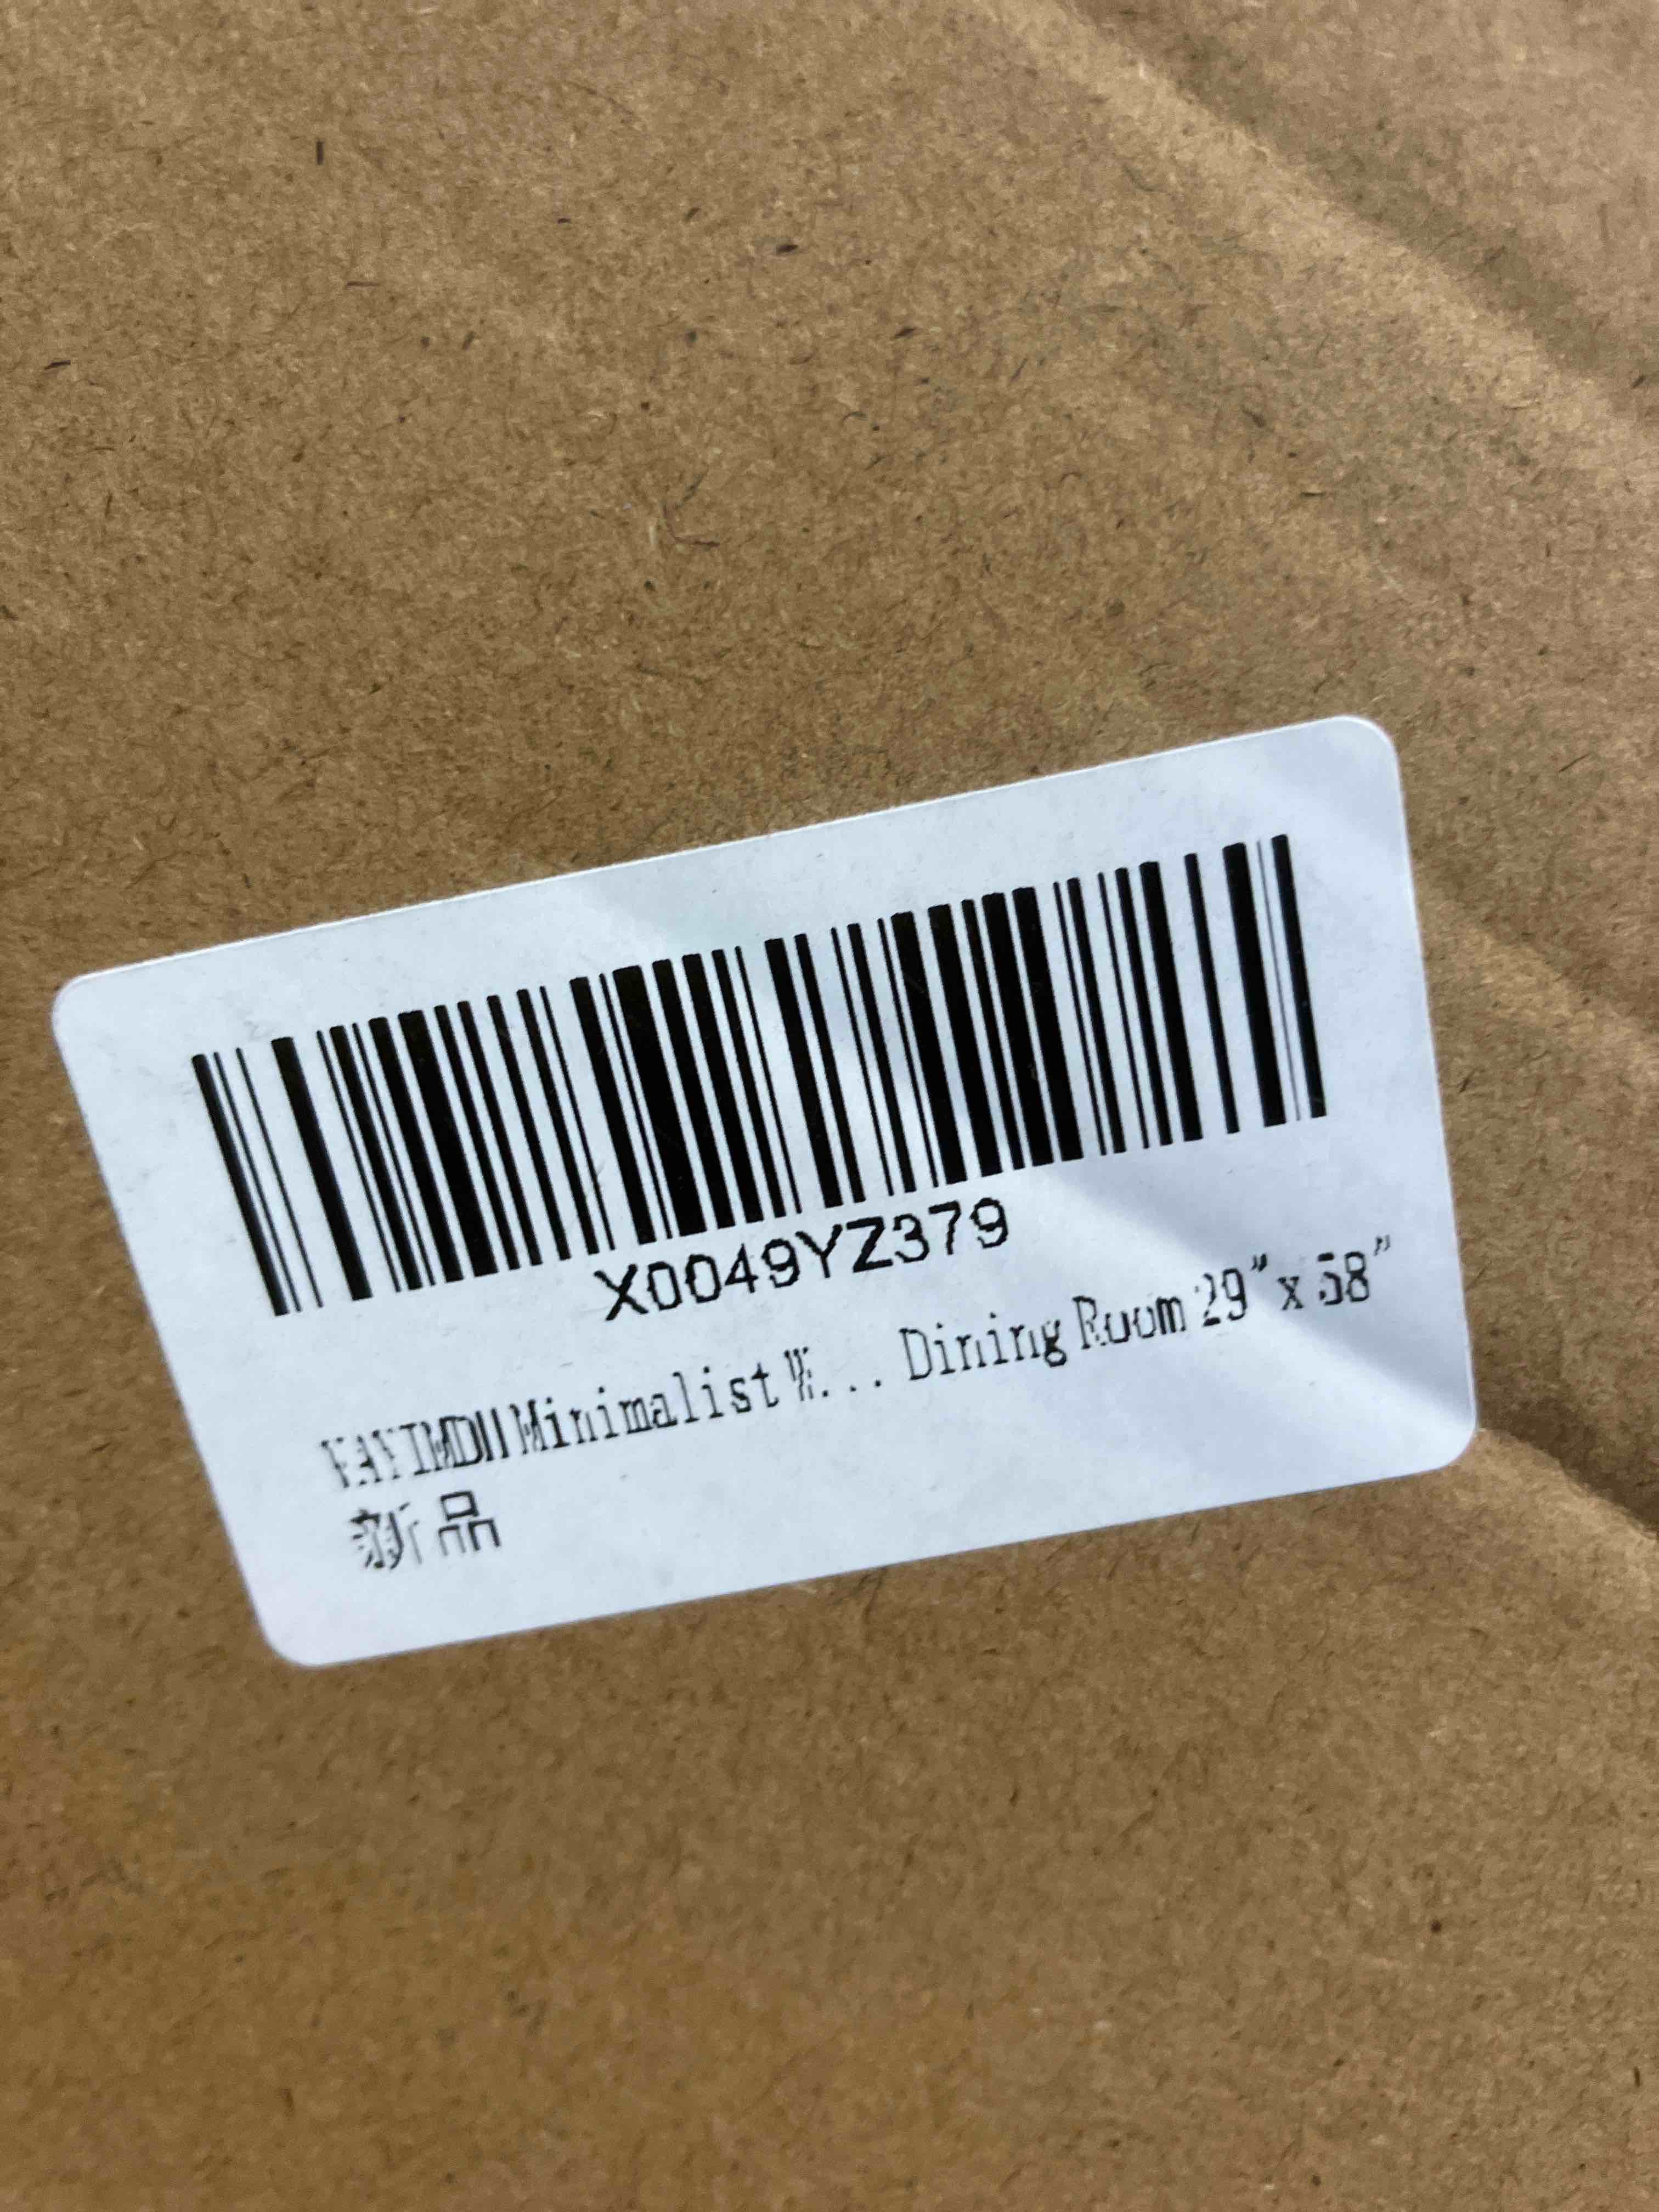 X0049YZ379
Minimalist W... Dining Room 29" x 58"
新品